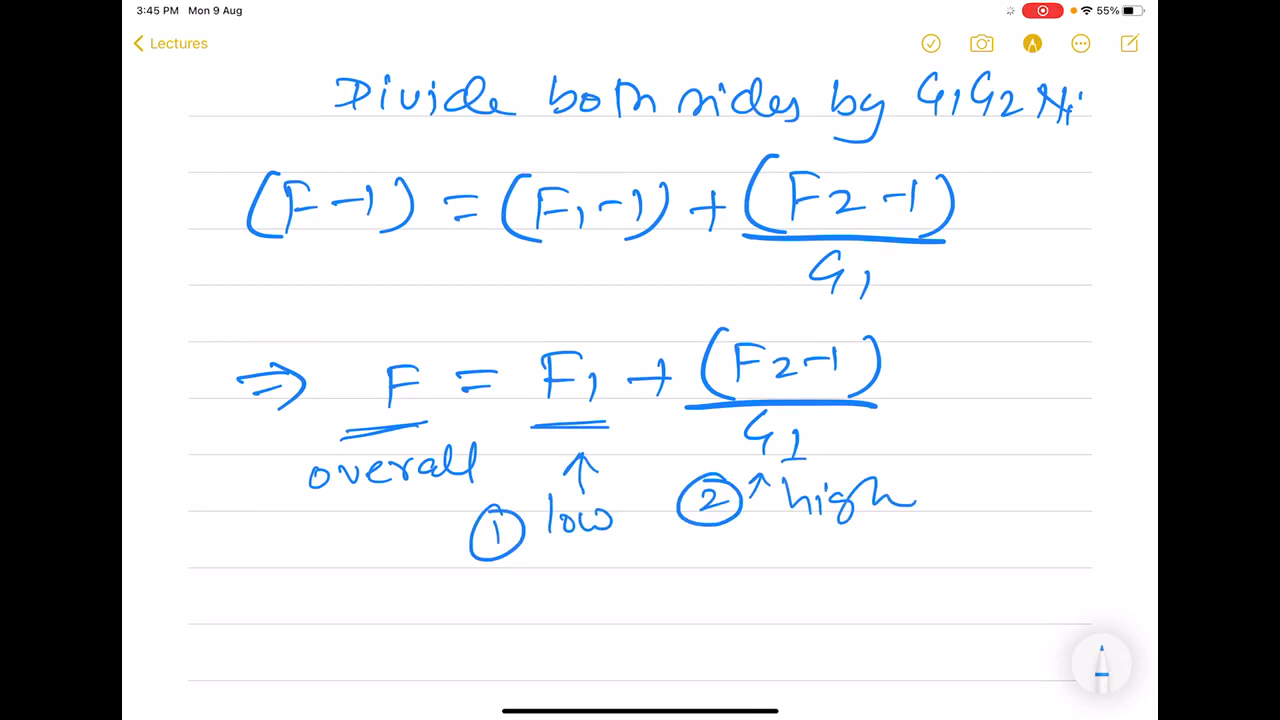 3:45 PM Mon 9 Aug 55%
Lectures
Divide both sides by G1G2Ni
(F-1) = (F1-1) + (F2-1)
G1
⇒ F = F1 + (F2-1)
G1
overall
① low ② high